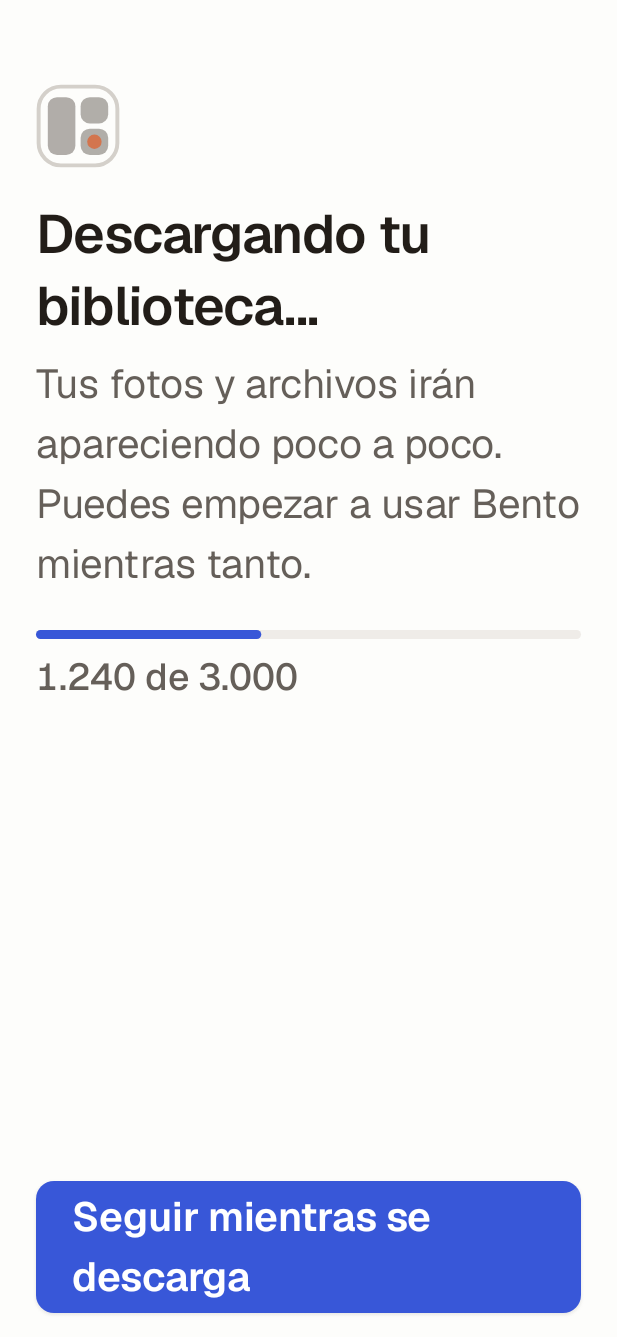 Descargando tu
biblioteca...
Tus fotos y archivos irán
apareciendo poco a poco.
Puedes empezar a usar Bento
mientras tanto.
1.240 de 3.000
Seguir mientras se
descarga